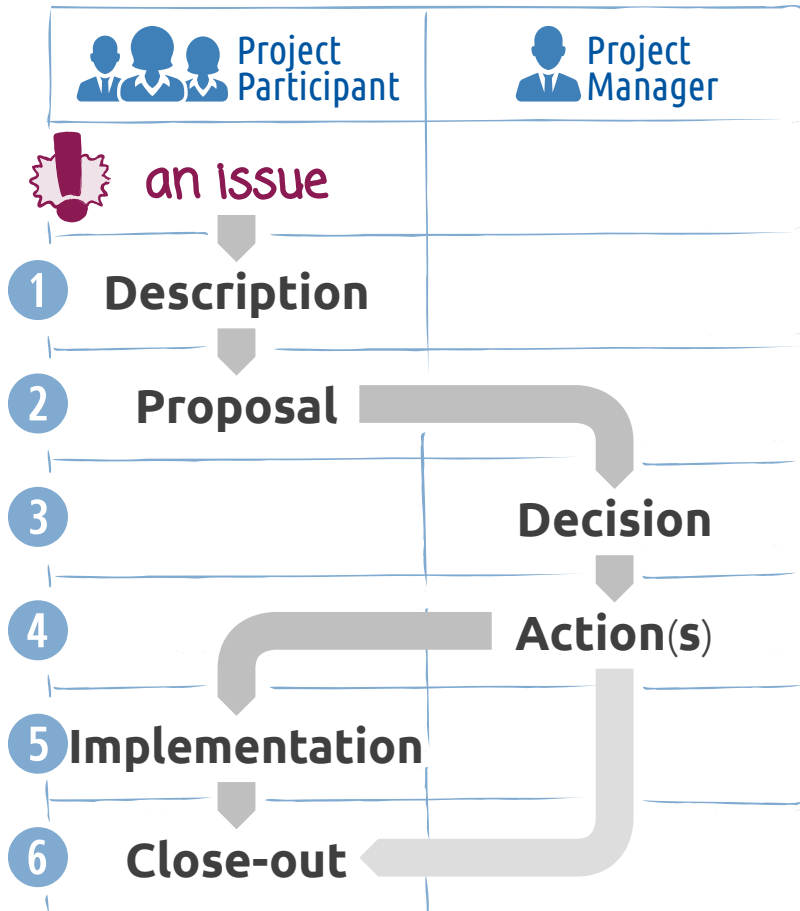 Project
Participant
Project
Manager
an issue
1 Description
2 Proposal
3 Decision
4 Action(s)
5 Implementation
6 Close-out